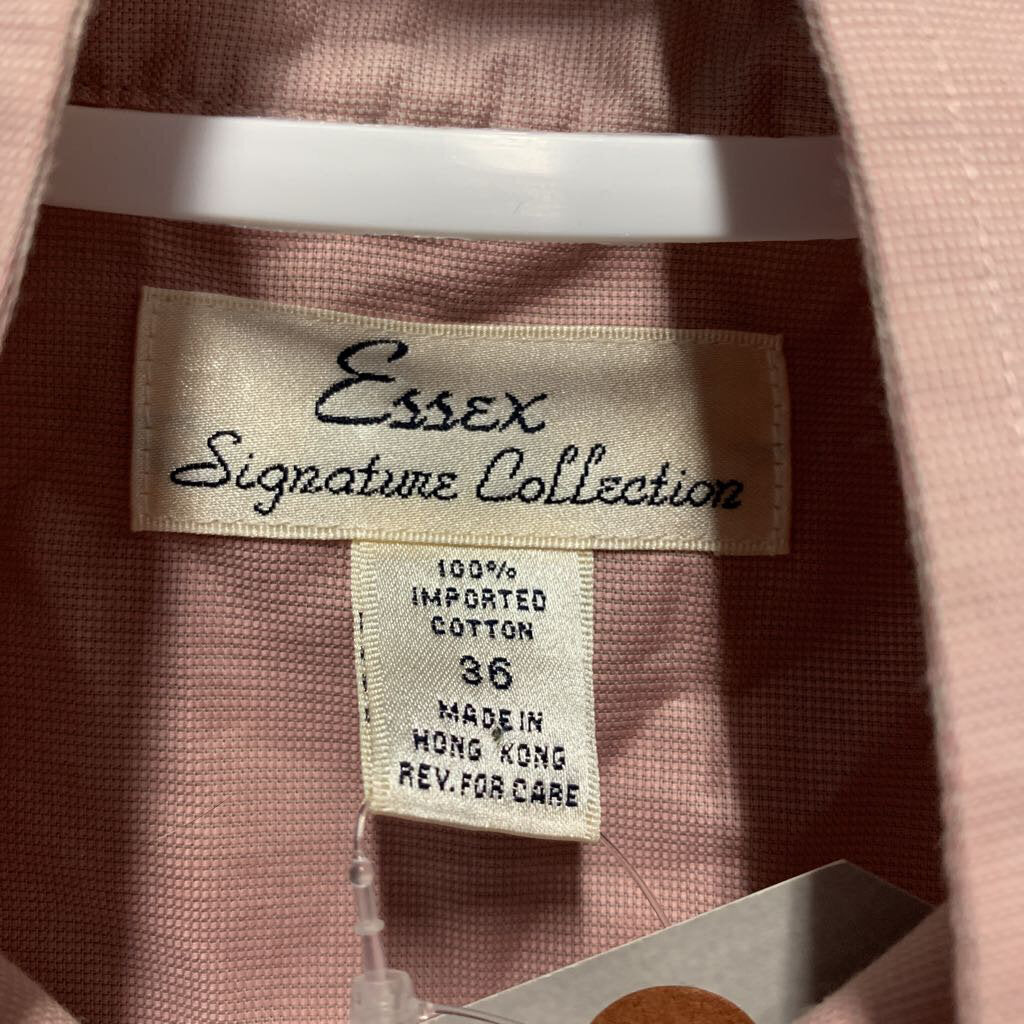 Essex
Signature Collection
100%
IMPORTED
COTTON
36
MADE IN
HONG KONG
REV. FOR CARE